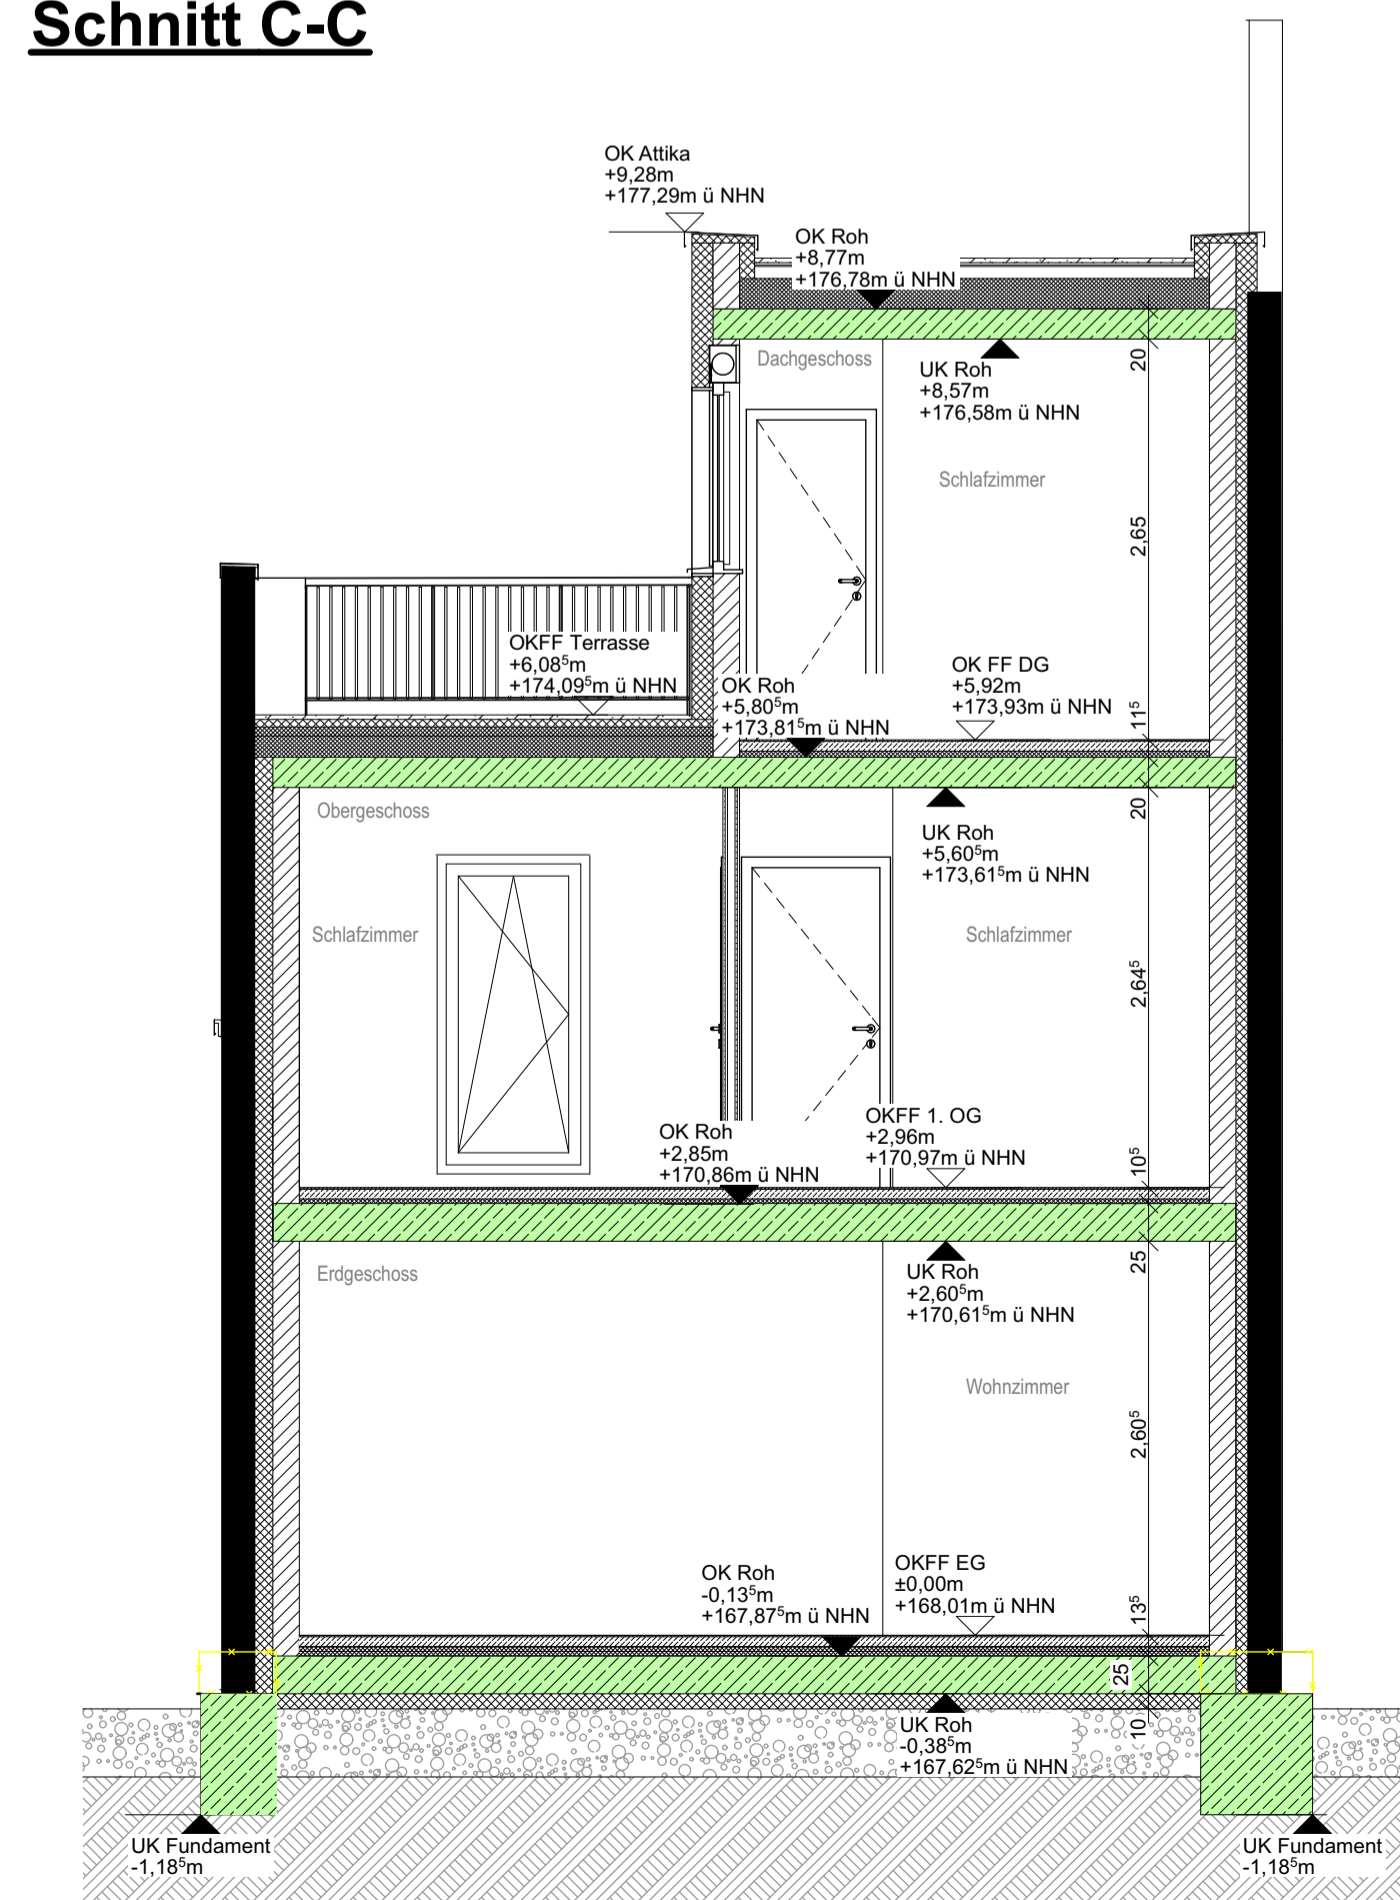 Schnitt C-C
OK Attika
+9,28m
+177,29m ü NHN
OK Roh
+8,77m
+176,78m ü NHN
Dachgeschoss
UK Roh
+8,57m
+176,58m ü NHN
20
Schlafzimmer
2,65
OKFF Terrasse
+6,08⁵m
+174,09⁵m ü NHN
OK Roh
+5,80⁵m
+173,81⁵m ü NHN
OK FF DG
+5,92m
+173,93m ü NHN
11⁵
Obergeschoss
20
UK Roh
+5,60⁵m
+173,61⁵m ü NHN
Schlafzimmer
Schlafzimmer
2,64⁵
OK Roh
+2,85m
+170,86m ü NHN
OKFF 1. OG
+2,96m
+170,97m ü NHN
10⁵
Erdgeschoss
UK Roh
+2,60⁵m
+170,61⁵m ü NHN
25
Wohnzimmer
2,60⁵
OK Roh
-0,13⁵m
+167,87⁵m ü NHN
OKFF EG
±0,00m
+168,01m ü NHN
13⁵
25
UK Roh
-0,38⁵m
+167,62⁵m ü NHN
10
UK Fundament
-1,18⁵m
UK Fundament
-1,18⁵m